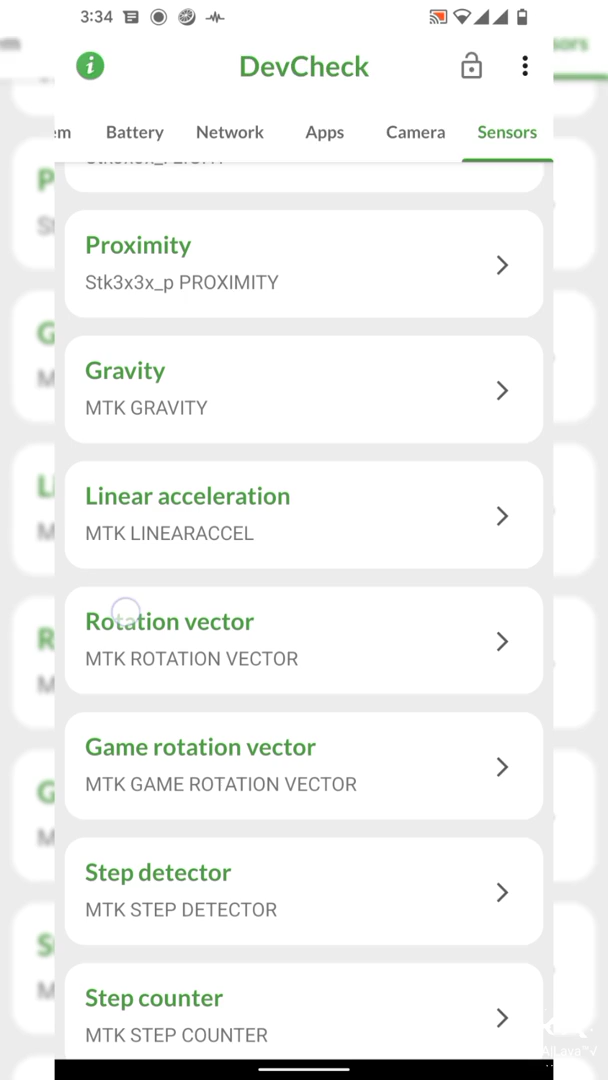 3:34
DevCheck
Battery Network Apps Camera Sensors
Proximity
Stk3x3x_p PROXIMITY
Gravity
MTK GRAVITY
Linear acceleration
MTK LINEARACCEL
Rotation vector
MTK ROTATION VECTOR
Game rotation vector
MTK GAME ROTATION VECTOR
Step detector
MTK STEP DETECTOR
Step counter
MTK STEP COUNTER